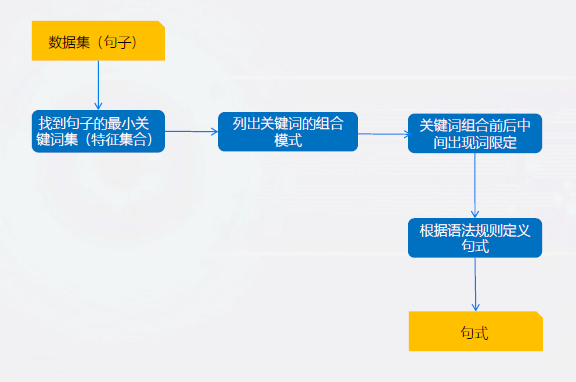 数据集（句子）
找到句子的最小关
键词集（特征集合）
列出关键词的组合
模式
关键词组合前后中
间出现词限定
根据语法规则定义
句式
句式